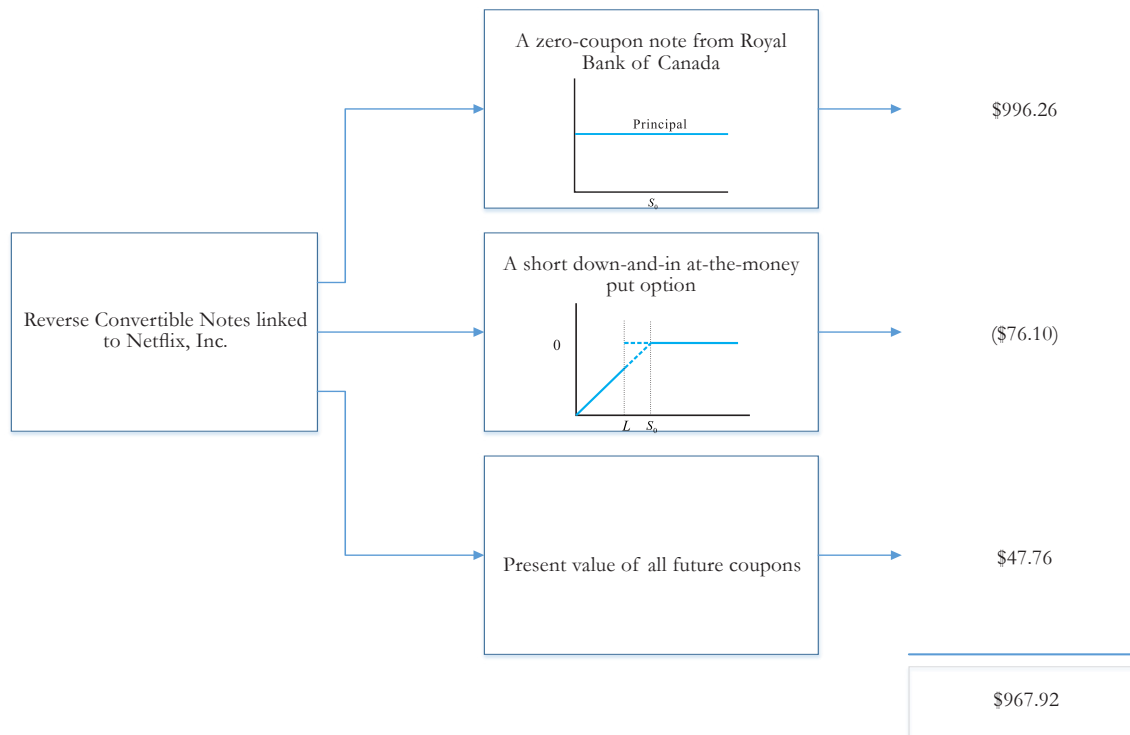 A zero-coupon note from Royal
Bank of Canada
Principal
S₀
$996.26
Reverse Convertible Notes linked
to Netflix, Inc.
A short down-and-in at-the-money
put option
0
L S₀
($76.10)
Present value of all future coupons
$47.76
$967.92